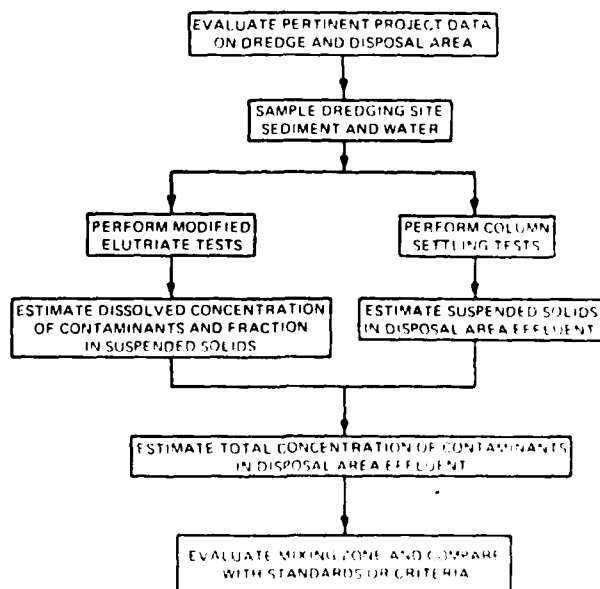 EVALUATE PERTINENT PROJECT DATA
ON DREDGE AND DISPOSAL AREA
SAMPLE DREDGING SITE
SEDIMENT AND WATER
PERFORM MODIFIED
ELUTRIATE TESTS
PERFORM COLUMN
SETTLING TESTS
ESTIMATE DISSOLVED CONCENTRATION
OF CONTAMINANTS AND FRACTION
IN SUSPENDED SOLIDS
ESTIMATE SUSPENDED SOLIDS
IN DISPOSAL AREA EFFLUENT
ESTIMATE TOTAL CONCENTRATION OF CONTAMINANTS
IN DISPOSAL AREA EFFLUENT
EVALUATE MIXING ZONE AND COMPARE
WITH STANDARDS OR CRITERIA